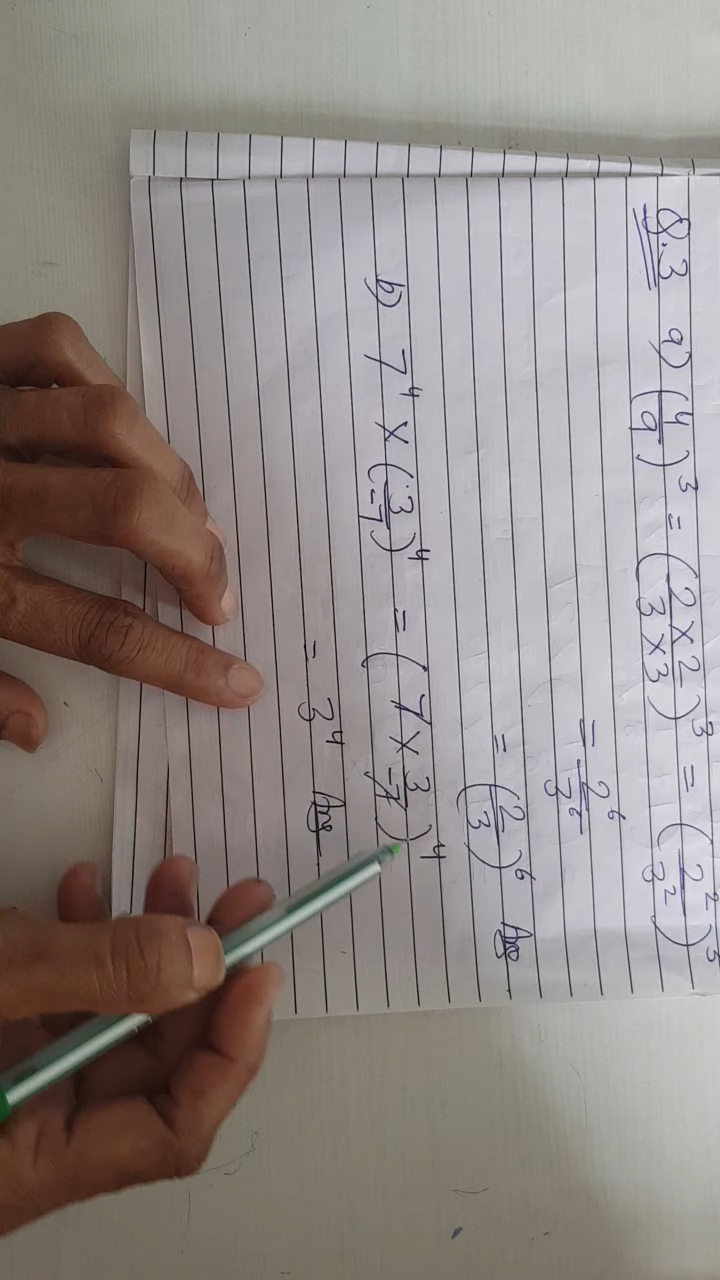 Q.3 a) (4/9)³ = (2×2/3×3)³ = (2²/3²)³
= 2⁶/3⁶
= (2/3)⁶ Ans
b) 7⁴ × (3/-7)⁴ = (7 × 3/-7)⁴
= 3⁴ Ans